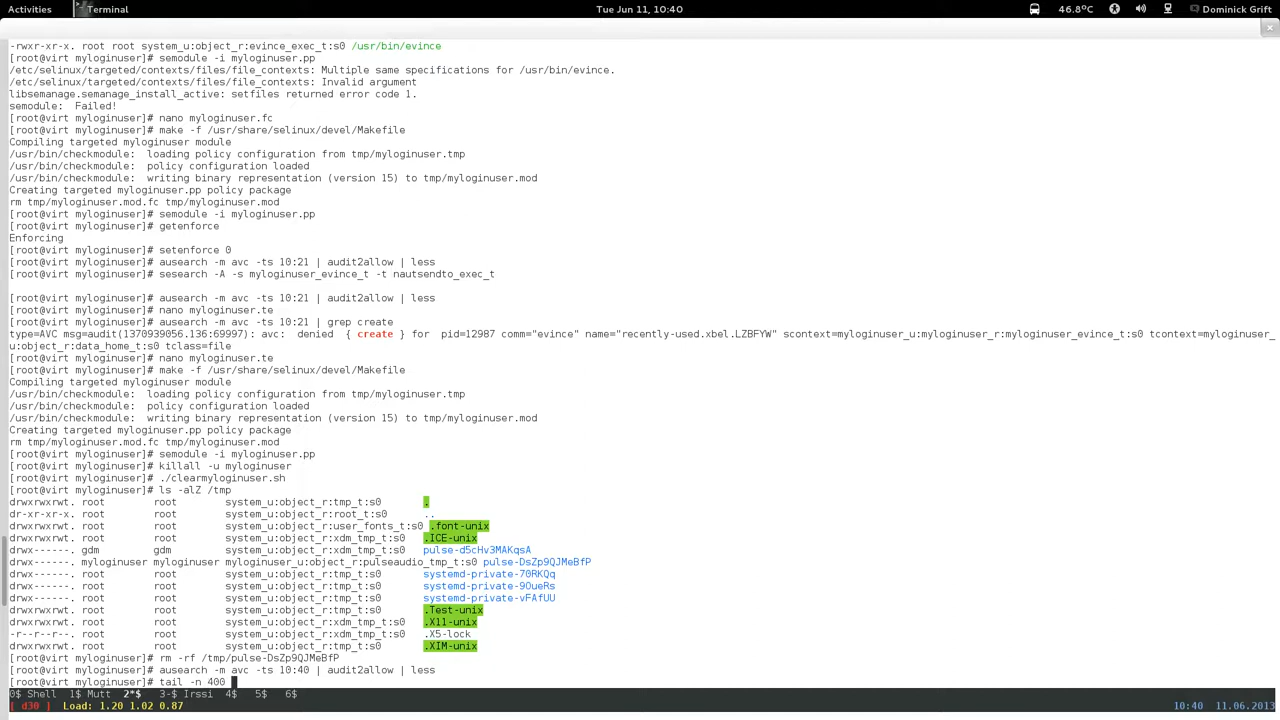 Activities Terminal Tue Jun 11, 10:40 46.8°C Dominick Grift
-rwxr-xr-x. root root system_u:object_r:evince_exec_t:s0 /usr/bin/evince
[root@virt myloginuser]# semodule -i myloginuser.pp
/etc/selinux/targeted/contexts/files/file_contexts: Multiple same specifications for /usr/bin/evince.
/etc/selinux/targeted/contexts/files/file_contexts: Invalid argument
libsemanage.semanage_install_active: setfiles returned error code 1.
semodule:  Failed!
[root@virt myloginuser]# nano myloginuser.fc
[root@virt myloginuser]# make -f /usr/share/selinux/devel/Makefile
Compiling targeted myloginuser module
/usr/bin/checkmodule:  loading policy configuration from tmp/myloginuser.tmp
/usr/bin/checkmodule:  policy configuration loaded
/usr/bin/checkmodule:  writing binary representation (version 15) to tmp/myloginuser.mod
Creating targeted myloginuser.pp policy package
rm tmp/myloginuser.mod.fc tmp/myloginuser.mod
[root@virt myloginuser]# semodule -i myloginuser.pp
[root@virt myloginuser]# getenforce
Enforcing
[root@virt myloginuser]# setenforce 0
[root@virt myloginuser]# ausearch -m avc -ts 10:21 | audit2allow | less
[root@virt myloginuser]# sesearch -A -s myloginuser_evince_t -t nautsendto_exec_t
[root@virt myloginuser]# ausearch -m avc -ts 10:21 | audit2allow | less
[root@virt myloginuser]# nano myloginuser.te
[root@virt myloginuser]# ausearch -m avc -ts 10:21 | grep create
type=AVC msg=audit(1370939056.136:69997): avc:  denied  { create } for  pid=12987 comm="evince" name="recently-used.xbel.LZBFYW" scontext=myloginuser_u:myloginuser_r:myloginuser_evince_t:s0 tcontext=myloginuser_
u:object_r:data_home_t:s0 tclass=file
[root@virt myloginuser]# nano myloginuser.te
[root@virt myloginuser]# make -f /usr/share/selinux/devel/Makefile
Compiling targeted myloginuser module
/usr/bin/checkmodule:  loading policy configuration from tmp/myloginuser.tmp
/usr/bin/checkmodule:  policy configuration loaded
/usr/bin/checkmodule:  writing binary representation (version 15) to tmp/myloginuser.mod
Creating targeted myloginuser.pp policy package
rm tmp/myloginuser.mod.fc tmp/myloginuser.mod
[root@virt myloginuser]# semodule -i myloginuser.pp
[root@virt myloginuser]# killall -u myloginuser
[root@virt myloginuser]# ./clearmyloginuser.sh
[root@virt myloginuser]# ls -alZ /tmp
drwxrwxrwt. root        root        system_u:object_r:tmp_t:s0       .
dr-xr-xr-x. root        root        system_u:object_r:root_t:s0      ..
drwxrwxrwt. root        root        system_u:object_r:user_fonts_t:s0 .font-unix
drwxrwxrwt. root        root        system_u:object_r:xdm_tmp_t:s0   .ICE-unix
drwx------. gdm         gdm         system_u:object_r:xdm_tmp_t:s0   pulse-d5cHv3MAKqsA
drwx------. myloginuser myloginuser myloginuser_u:object_r:pulseaudio_tmp_t:s0 pulse-DsZp9QJMeBfP
drwx------. root        root        system_u:object_r:tmp_t:s0       systemd-private-70RKQq
drwx------. root        root        system_u:object_r:tmp_t:s0       systemd-private-9OueRs
drwx------. root        root        system_u:object_r:tmp_t:s0       systemd-private-vFAfUU
drwxrwxrwt. root        root        system_u:object_r:tmp_t:s0       .Test-unix
drwxrwxrwt. root        root        system_u:object_r:xdm_tmp_t:s0   .X11-unix
-r--r--r--. root        root        system_u:object_r:xdm_tmp_t:s0   .X5-lock
drwxrwxrwt. root        root        system_u:object_r:xdm_tmp_t:s0   .XIM-unix
[root@virt myloginuser]# rm -rf /tmp/pulse-DsZp9QJMeBfP
[root@virt myloginuser]# ausearch -m avc -ts 10:40 | audit2allow | less
[root@virt myloginuser]# tail -n 400
0$ Shell  1$ Mutt  2*$  3-$ Irssi  4$  5$  6$
[ d30 ] Load: 1.20 1.02 0.87 10:40 11.06.2013